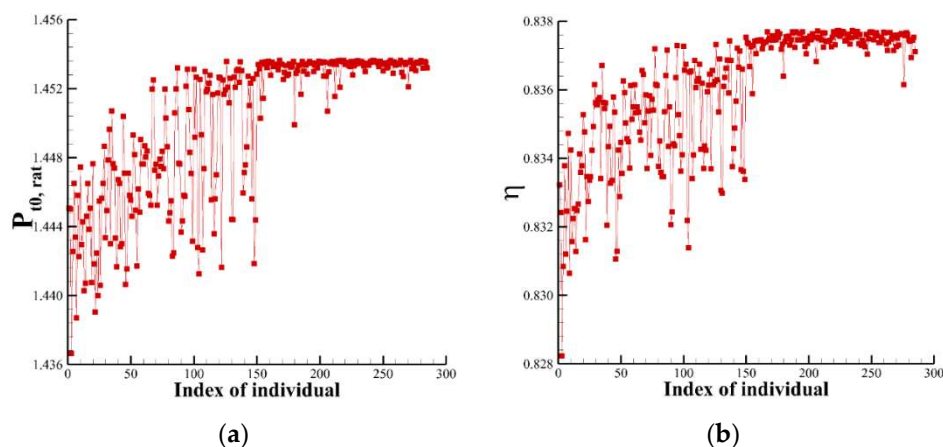 1.456
1.452
1.448
1.444
1.440
1.436
P t0, rat
0 50 100 150 200 250 300
Index of individual
(a)
0.838
0.836
0.834
0.832
0.830
0.828
η
0 50 100 150 200 250 300
Index of individual
(b)